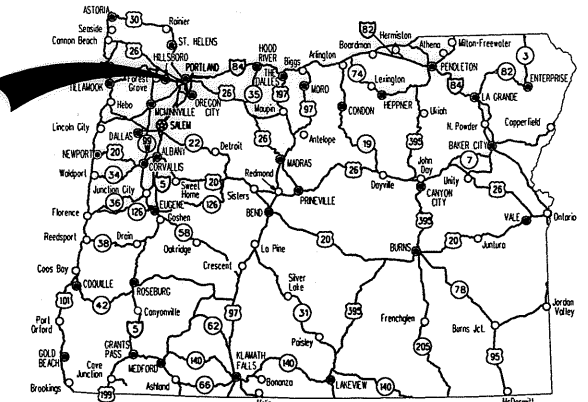 ASTORIA
30
Rainier
Seaside
Cannon Beach
26
ST. HELENS
HILLSBORO
Forest Grove
PORTLAND
TILLAMOOK
OREGON CITY
MCMINNVILLE
Hebo
Lincoln City
SALEM
DALLAS
99
22
Detroit
NEWPORT
20
ALBANY
CORVALLIS
Waldport
34
5
Sweet Home
20
Sisters
Junction City
36
126
126
EUGENE
Florence
Goshen
58
Reedsport
38
Drain
Oakridge
Coos Bay
COQUILLE
ROSEBURG
101
42
Canyonville
Port Orford
5
62
GOLD BEACH
GRANTS PASS
MEDFORD
140
Cave Junction
Ashland
66
Brookings
199
84
HOOD RIVER
THE DALLES
Biggs
Arlington
26
35
197
MORO
97
Maupin
26
Antelope
MADRAS
Redmond
PRINEVILLE
26
BEND
La Pine
20
Crescent
97
Silver Lake
31
Paisley
KLAMATH FALLS
140
Bonanza
LAKEVIEW
140
82
Hermiston
Boardman
Athena
Milton-Freewater
PENDLETON
74
Lexington
84
LA GRANDE
82
3
ENTERPRISE
CONDON
HEPPNER
Ukiah
N. Powder
Copperfield
19
395
BAKER CITY
John Day
7
Dayville
Unity
26
CANYON CITY
395
VALE
Ontario
BURNS
20
Juntura
78
395
Frenchglen
Burns Jct.
Jordan Valley
205
95
McDermitt